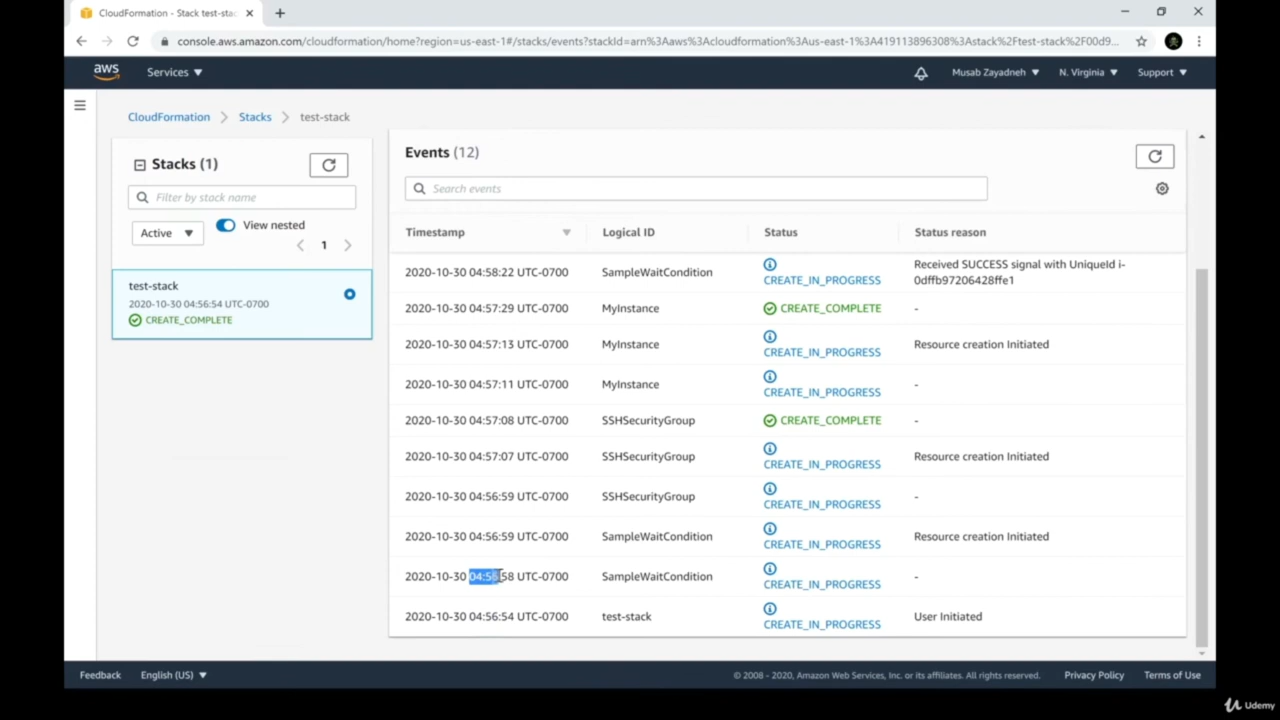 CloudFormation - Stack test-stac
console.aws.amazon.com/cloudformation/home?region=us-east-1#/stacks/events?stackId=arn%3Aaws%3Acloudformation%3Aus-east-1%3A419113896308%3Astack%2Ftest-stack%2F00d9...
aws
Services
Musab Zayadneh
N. Virginia
Support
CloudFormation
Stacks
test-stack
Stacks (1)
Filter by stack name
Active
View nested
1
test-stack
2020-10-30 04:56:54 UTC-0700
CREATE_COMPLETE
Events (12)
Search events
Timestamp Logical ID Status Status reason
2020-10-30 04:58:22 UTC-0700 SampleWaitCondition CREATE_IN_PROGRESS Received SUCCESS signal with UniqueId i-
0dffb97206428ffe1
2020-10-30 04:57:29 UTC-0700 MyInstance CREATE_COMPLETE -
2020-10-30 04:57:13 UTC-0700 MyInstance CREATE_IN_PROGRESS Resource creation Initiated
2020-10-30 04:57:11 UTC-0700 MyInstance CREATE_IN_PROGRESS -
2020-10-30 04:57:08 UTC-0700 SSHSecurityGroup CREATE_COMPLETE -
2020-10-30 04:57:07 UTC-0700 SSHSecurityGroup CREATE_IN_PROGRESS Resource creation Initiated
2020-10-30 04:56:59 UTC-0700 SSHSecurityGroup CREATE_IN_PROGRESS -
2020-10-30 04:56:59 UTC-0700 SampleWaitCondition CREATE_IN_PROGRESS Resource creation Initiated
2020-10-30 04:56:58 UTC-0700 SampleWaitCondition CREATE_IN_PROGRESS -
2020-10-30 04:56:54 UTC-0700 test-stack CREATE_IN_PROGRESS User Initiated
Feedback
English (US)
© 2008 - 2020, Amazon Web Services, Inc. or its affiliates. All rights reserved.
Privacy Policy
Terms of Use
Udemy